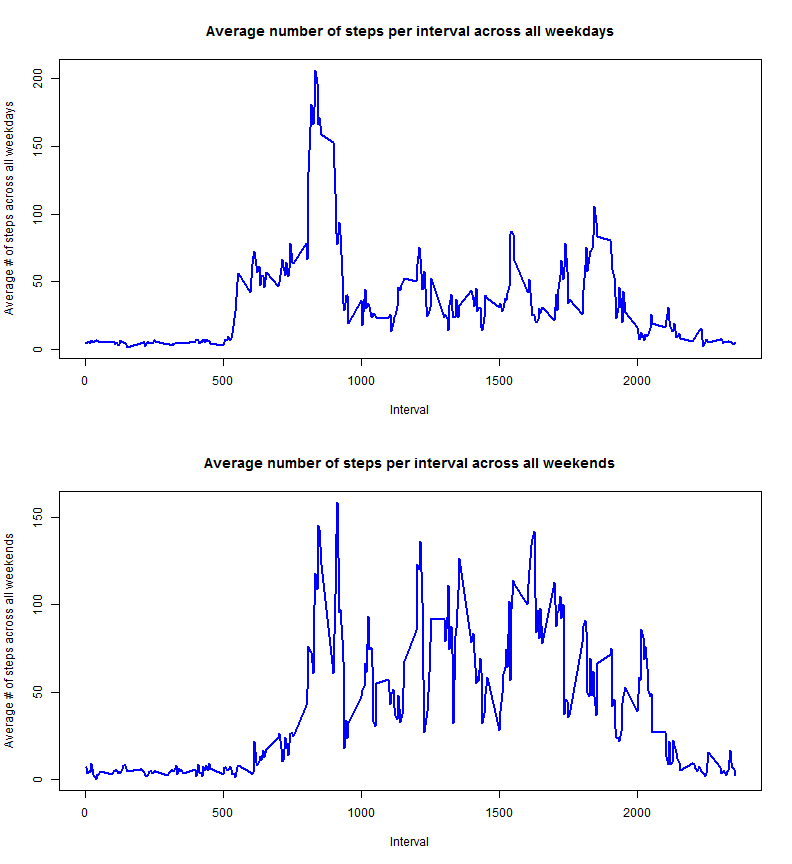 Average number of steps per interval across all weekdays
Average # of steps across all weekdays
200
150
100
50
0
0 500 1000 1500 2000
Interval
Average number of steps per interval across all weekends
Average # of steps across all weekends
150
100
50
0
0 500 1000 1500 2000
Interval